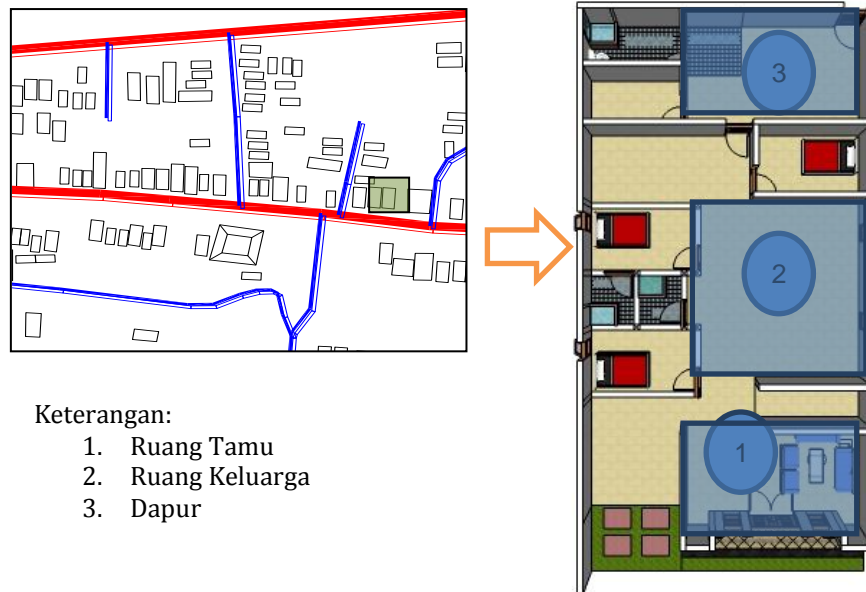 3
2
1
Keterangan:
1. Ruang Tamu
2. Ruang Keluarga
3. Dapur